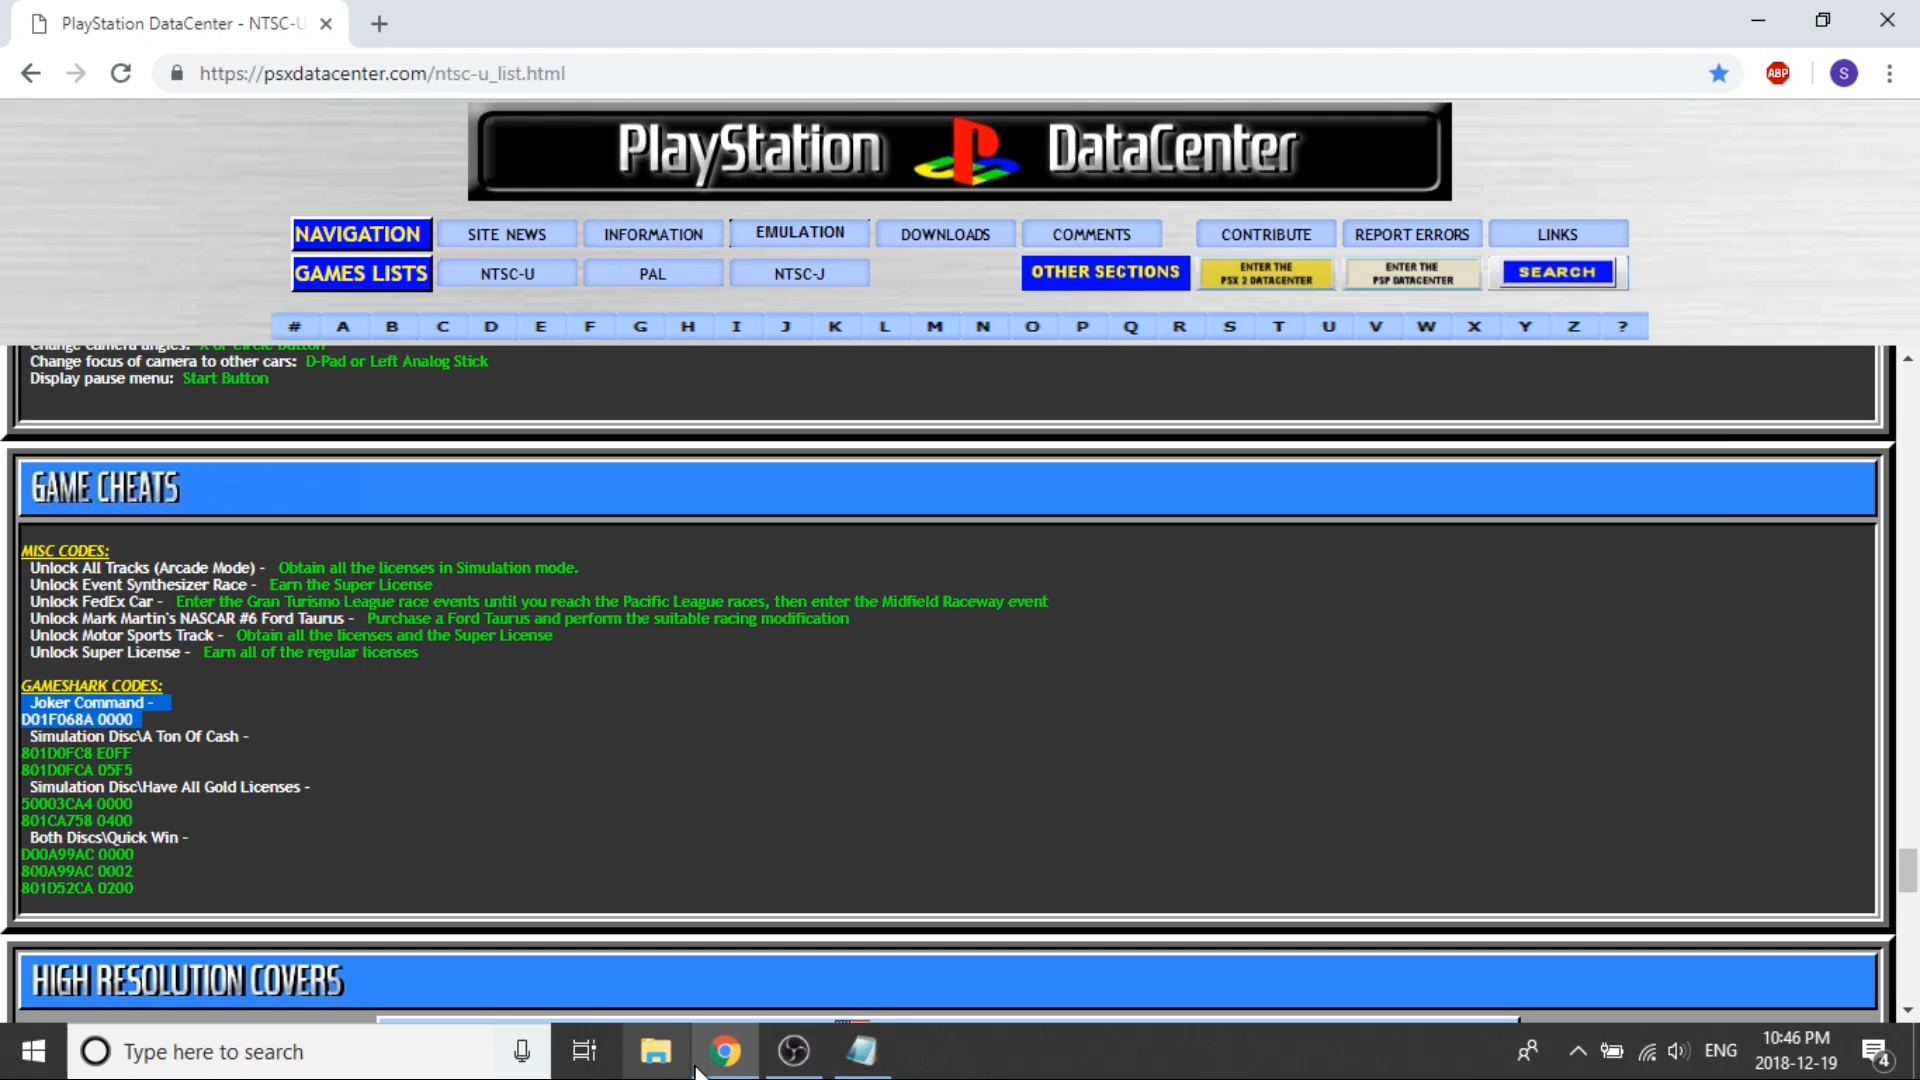 PlayStation DataCenter - NTSC-U
https://psxdatacenter.com/ntsc-u_list.html
ABP
S
PlayStation DataCenter
NAVIGATION SITE NEWS INFORMATION EMULATION DOWNLOADS COMMENTS CONTRIBUTE REPORT ERRORS LINKS
GAMES LISTS NTSC-U PAL NTSC-J OTHER SECTIONS ENTER THE PSX 2 DATACENTER ENTER THE PSP DATACENTER SEARCH
# A B C D E F G H I J K L M N O P Q R S T U V W X Y Z ?
Change camera angles: X or Circle Button
Change focus of camera to other cars: D-Pad or Left Analog Stick
Display pause menu: Start Button
GAME CHEATS
MISC CODES:
Unlock All Tracks (Arcade Mode) - Obtain all the licenses in Simulation mode.
Unlock Event Synthesizer Race - Earn the Super License
Unlock FedEx Car - Enter the Gran Turismo League race events until you reach the Pacific League races, then enter the Midfield Raceway event
Unlock Mark Martin's NASCAR #6 Ford Taurus - Purchase a Ford Taurus and perform the suitable racing modification
Unlock Motor Sports Track - Obtain all the licenses and the Super License
Unlock Super License - Earn all of the regular licenses
GAMESHARK CODES:
Joker Command -
D01F068A 0000
Simulation Disc\A Ton Of Cash -
801D0FC8 E0FF
801D0FCA 05F5
Simulation Disc\Have All Gold Licenses -
50003CA4 0000
801CA758 0400
Both Discs\Quick Win -
D00A99AC 0000
800A99AC 0002
801D52CA 0200
HIGH RESOLUTION COVERS
Type here to search
ENG
10:46 PM
2018-12-19
4